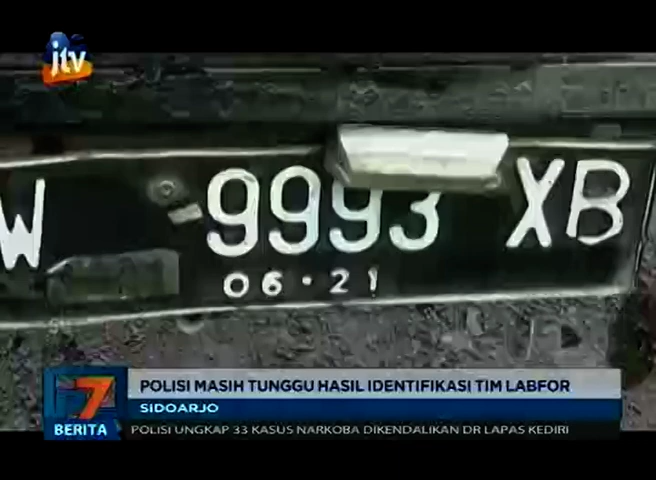 jtv
W 9993 XB
06 · 21
7
POLISI MASIH TUNGGU HASIL IDENTIFIKASI TIM LABFOR
SIDOARJO
BERITA
POLISI UNGKAP 33 KASUS NARKOBA DIKENDALIKAN DR LAPAS KEDIRI